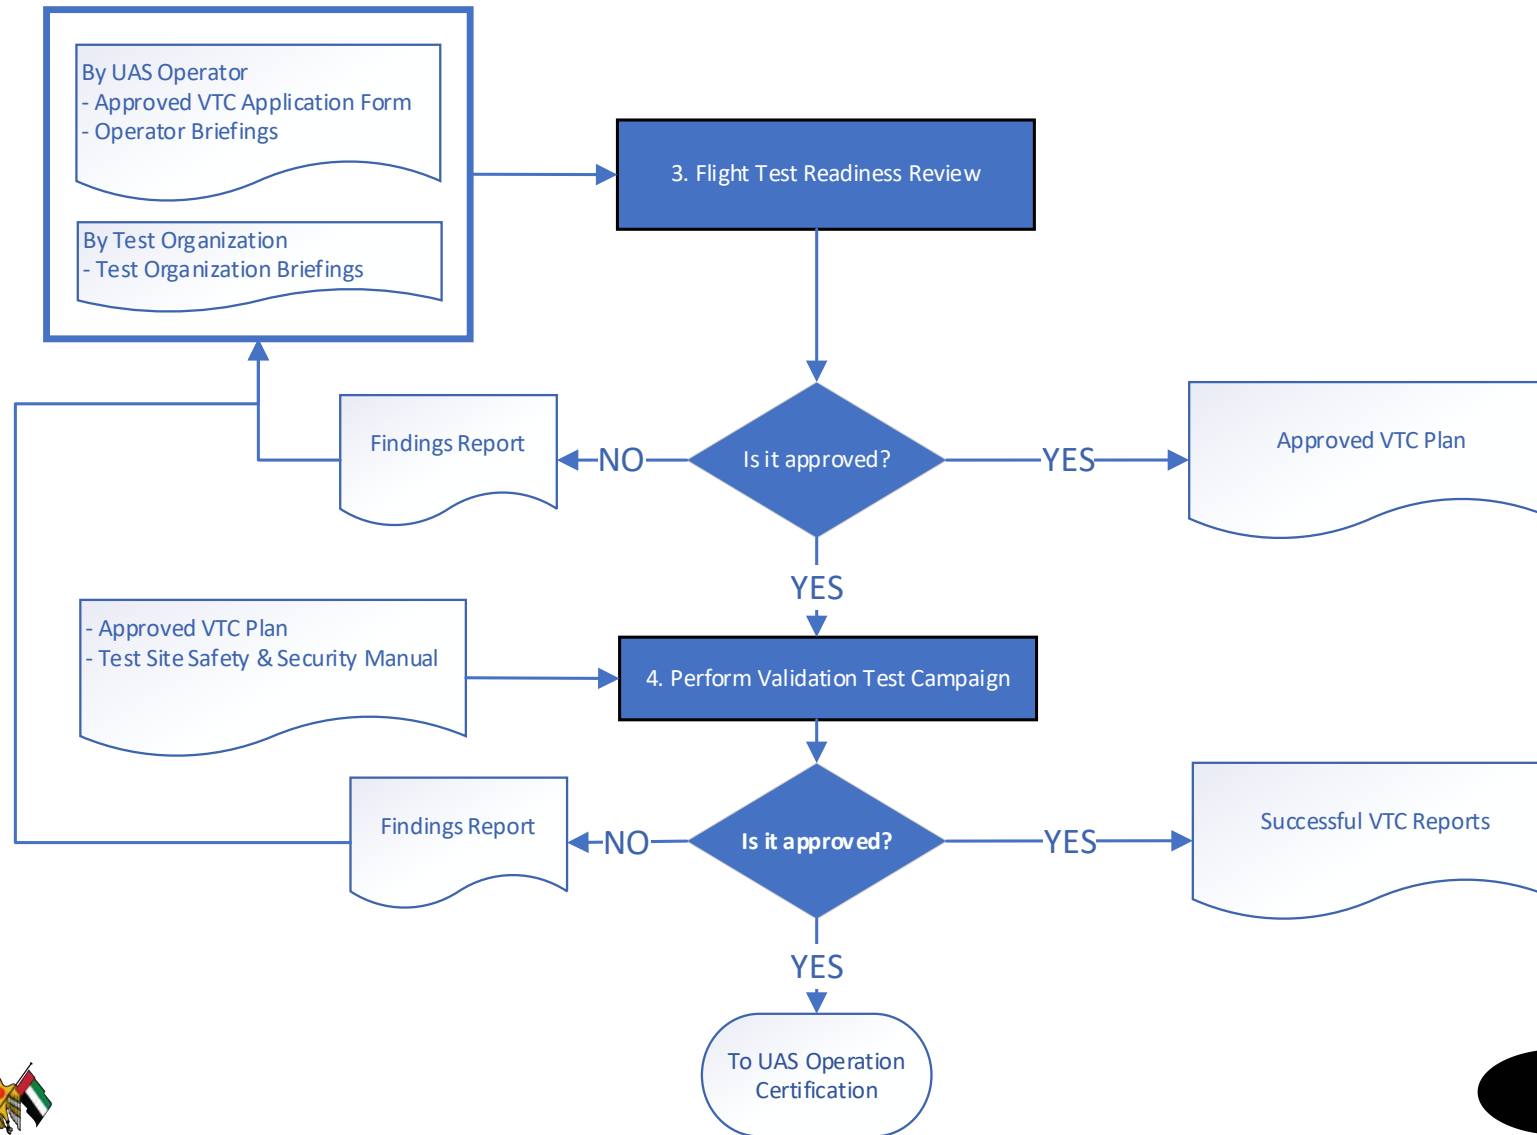 By UAS Operator
- Approved VTC Application Form
- Operator Briefings
3. Flight Test Readiness Review
By Test Organization
- Test Organization Briefings
Findings Report
NO
Is it approved?
YES
Approved VTC Plan
YES
- Approved VTC Plan
- Test Site Safety & Security Manual
4. Perform Validation Test Campaign
Findings Report
NO
Is it approved?
YES
Successful VTC Reports
YES
To UAS Operation
Certification